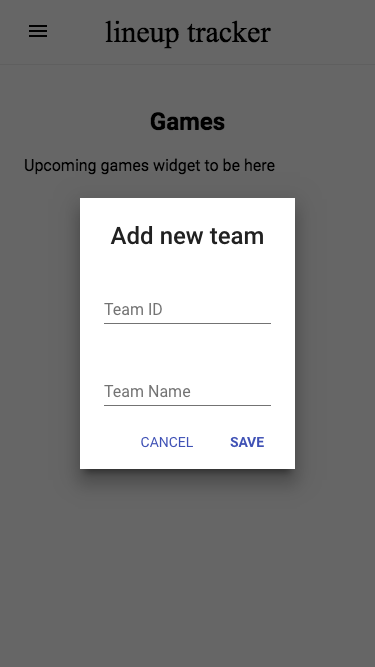 lineup tracker
Games
Upcoming games widget to be here
Add new team
Team ID
Team Name
CANCEL SAVE